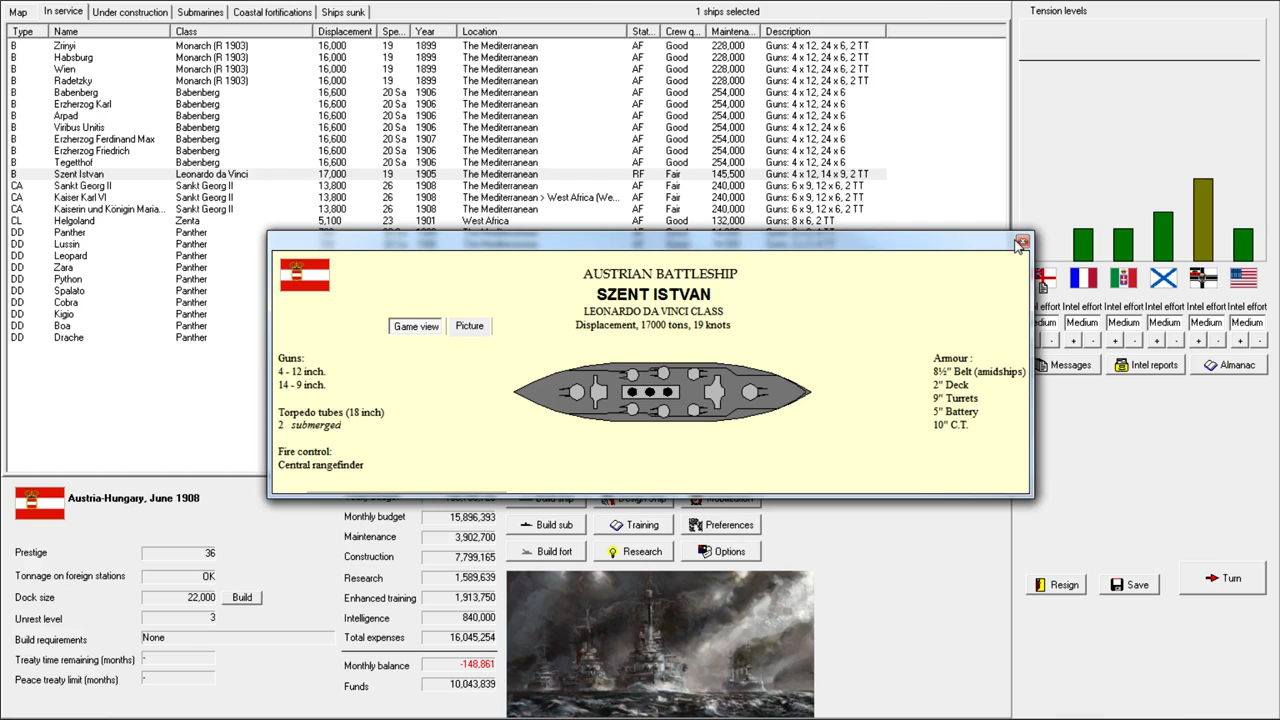 Map In service Under construction Submarines Coastal fortifications Ships sunk 1 ships selected Tension levels
Type Name Class Displacement Spe... Year Location Stat... Crew q... Maintena... Description
B Zrinyi Monarch (R 1903) 16,000 19 1899 The Mediterranean AF Good 228,000 Guns: 4 x 12, 24 x 6, 2 TT
B Habsburg Monarch (R 1903) 16,000 19 1899 The Mediterranean AF Good 228,000 Guns: 4 x 12, 24 x 6, 2 TT
B Wien Monarch (R 1903) 16,000 19 1899 The Mediterranean AF Good 228,000 Guns: 4 x 12, 24 x 6, 2 TT
B Radetzky Monarch (R 1903) 16,000 19 1899 The Mediterranean AF Good 228,000 Guns: 4 x 12, 24 x 6, 2 TT
B Babenberg Babenberg 16,600 20 Sa 1906 The Mediterranean AF Good 254,000 Guns: 4 x 12, 24 x 6
B Erzherzog Karl Babenberg 16,600 20 Sa 1906 The Mediterranean AF Good 254,000 Guns: 4 x 12, 24 x 6
B Arpad Babenberg 16,600 20 Sa 1906 The Mediterranean AF Good 254,000 Guns: 4 x 12, 24 x 6
B Viribus Unitis Babenberg 16,600 20 Sa 1906 The Mediterranean AF Good 254,000 Guns: 4 x 12, 24 x 6
B Erzherzog Ferdinand Max Babenberg 16,600 20 Sa 1907 The Mediterranean AF Good 254,000 Guns: 4 x 12, 24 x 6
B Erzherzog Friedrich Babenberg 16,600 20 Sa 1906 The Mediterranean AF Good 254,000 Guns: 4 x 12, 24 x 6
B Tegetthof Babenberg 16,600 20 Sa 1906 The Mediterranean AF Good 254,000 Guns: 4 x 12, 24 x 6
B Szent Istvan Leonardo da Vinci 17,000 19 1905 The Mediterranean RF Fair 145,500 Guns: 4 x 12, 14 x 9, 2 TT
CA Sankt Georg II Sankt Georg II 13,800 26 1908 The Mediterranean AF Fair 240,000 Guns: 6 x 9, 12 x 6, 2 TT
CA Kaiser Karl VI Sankt Georg II 13,800 26 1908 The Mediterranean > West Africa (We... AF Fair 240,000 Guns: 6 x 9, 12 x 6, 2 TT
CA Kaiserin und Königin Maria... Sankt Georg II 13,800 26 1908 The Mediterranean AF Fair 240,000 Guns: 6 x 9, 12 x 6, 2 TT
CL Helgoland Zenta 5,100 23 1901 West Africa AF Good 132,000 Guns: 8 x 6, 2 TT
DD Panther Panther
DD Lussin Panther
DD Leopard Panther
DD Zara Panther
DD Python Panther
DD Spalato Panther
DD Cobra Panther
DD Kigio Panther
DD Boa Panther
DD Drache Panther
AUSTRIAN BATTLESHIP
SZENT ISTVAN
LEONARDO DA VINCI CLASS
Displacement, 17000 tons, 19 knots
Game view Picture
Guns:
4 - 12 inch.
14 - 9 inch.
Torpedo tubes (18 inch)
2 submerged
Fire control:
Central rangefinder
Armour :
8½" Belt (amidships)
2" Deck
9" Turrets
5" Battery
10" C.T.
Intel effort Intel effort Intel effort Intel effort Intel effort
Medium Medium Medium Medium Medium
+ - + - + - + - + -
Messages Intel reports Almanac
Austria-Hungary, June 1908
Prestige 36
Tonnage on foreign stations OK
Dock size 22,000 Build
Unrest level 3
Build requirements None
Treaty time remaining (months) -
Peace treaty limit (months) -
Monthly budget 15,896,393
Maintenance 3,902,700
Construction 7,799,165
Research 1,589,639
Enhanced training 1,913,750
Intelligence 840,000
Total expenses 16,045,254
Monthly balance -148,861
Funds 10,043,839
Build sub Training Preferences
Build fort Research Options
Resign Save Turn